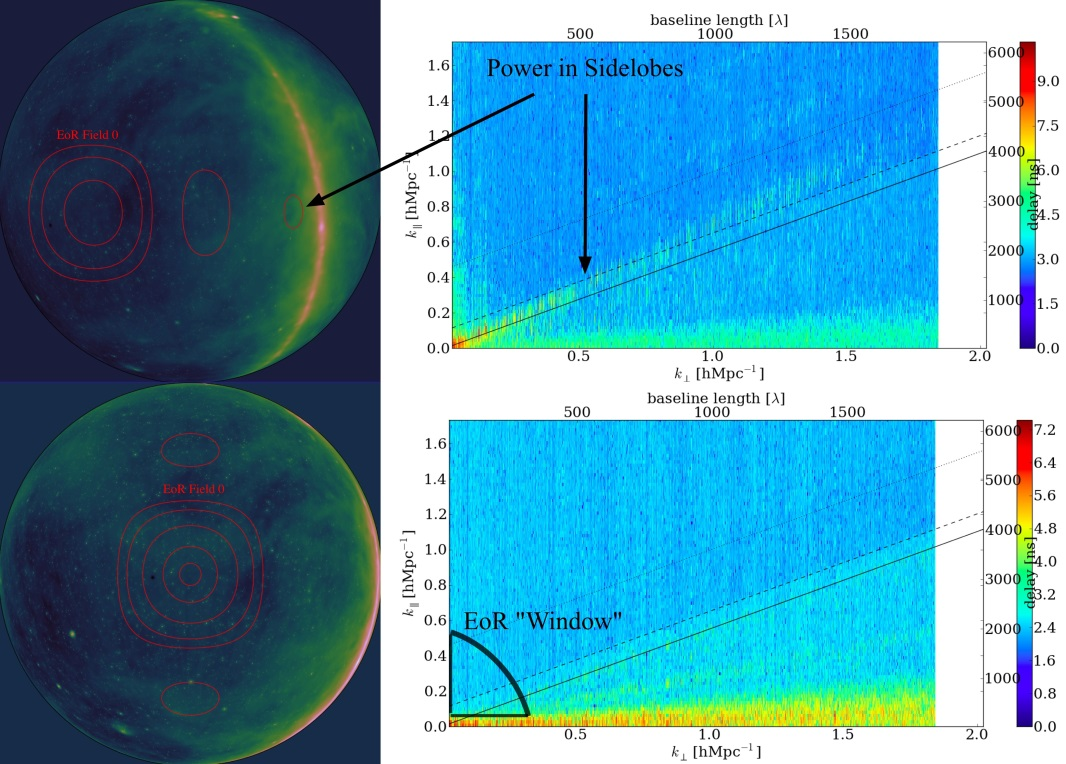 EoR Field 0
Power in Sidelobes
baseline length [λ]
500 1000 1500
1.6
1.4
1.2
1.0
0.8
0.6
0.4
0.2
0.0
k∥ [hMpc⁻¹]
0.5 1.0 1.5 2.0
k⊥ [hMpc⁻¹]
6000
5000
4000
3000
2000
1000
delay [ns]
9.0
7.5
4.5
3.0
1.5
0.0
EoR Field 0
EoR "Window"
baseline length [λ]
500 1000 1500
1.6
1.4
1.2
1.0
0.8
0.6
0.4
0.2
0.0
k∥ [hMpc⁻¹]
0.5 1.0 1.5 2.0
k⊥ [hMpc⁻¹]
6000
5000
4000
3000
2000
1000
delay [ns]
7.2
6.4
5.6
4.8
4.0
3.2
2.4
1.6
0.8
0.0